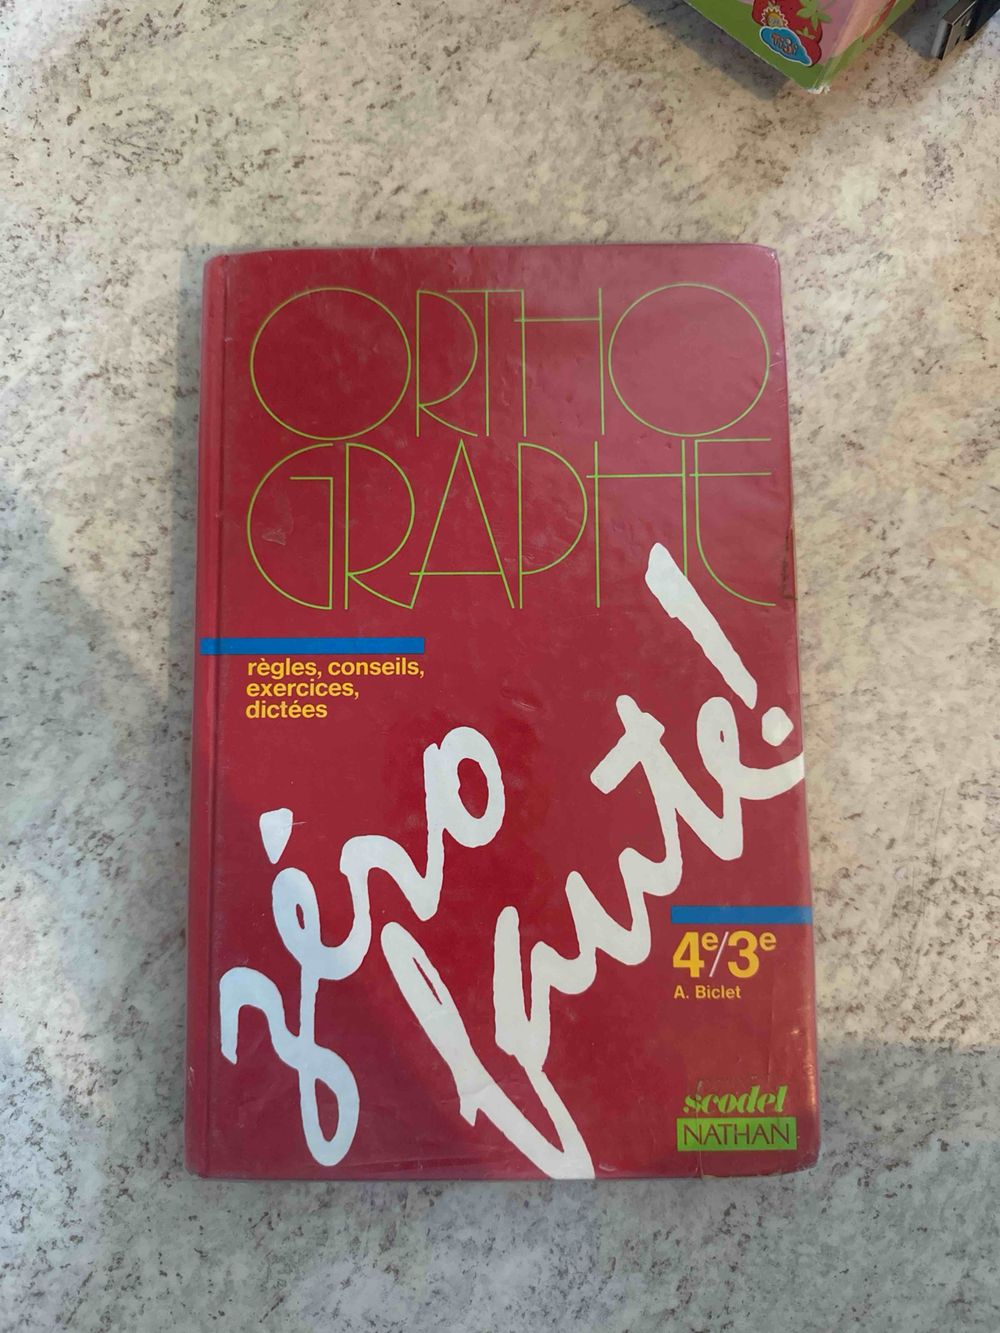 ORTHO
GRAPHE
règles, conseils,
exercices,
dictées
zéro
faute!
4e/3e
A. Biclet
scodel
NATHAN